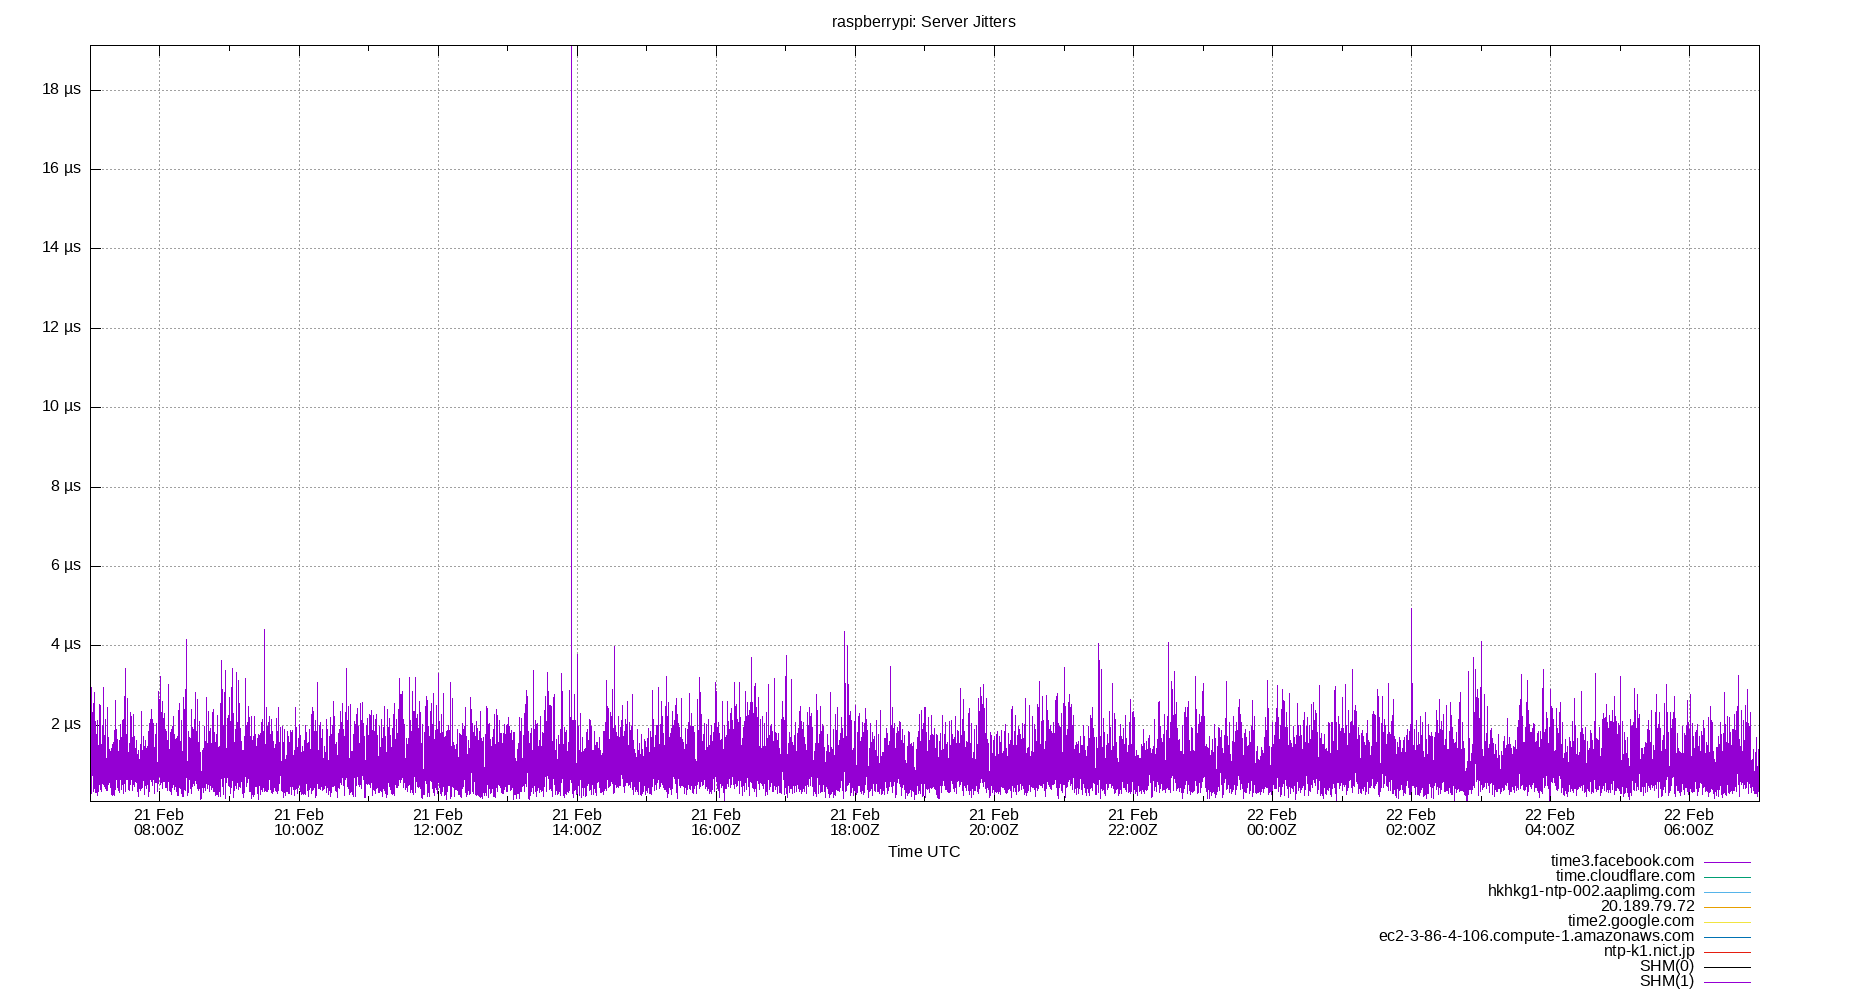 raspberrypi: Server Jitters
18 µs
16 µs
14 µs
12 µs
10 µs
8 µs
6 µs
4 µs
2 µs
21 Feb 21 Feb 21 Feb 21 Feb 21 Feb 21 Feb 21 Feb 21 Feb 22 Feb 22 Feb 22 Feb 22 Feb
08:00Z 10:00Z 12:00Z 14:00Z 16:00Z 18:00Z 20:00Z 22:00Z 00:00Z 02:00Z 04:00Z 06:00Z
Time UTC
time3.facebook.com
time.cloudflare.com
hkhkg1-ntp-002.aaplimg.com
20.189.79.72
time2.google.com
ec2-3-86-4-106.compute-1.amazonaws.com
ntp-k1.nict.jp
SHM(0)
SHM(1)